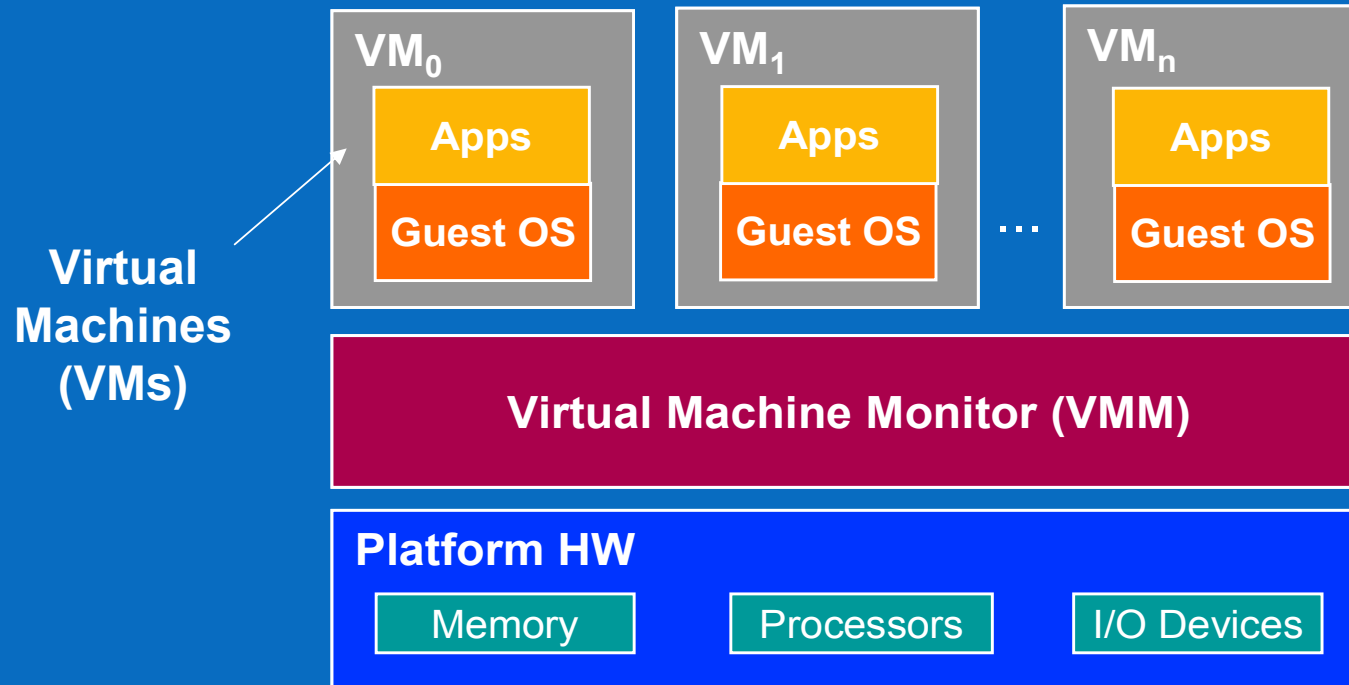 VM₀
VM₁
VMₙ
Apps
Apps
Apps
Guest OS
Guest OS
...
Guest OS
Virtual
Machines
(VMs)
Virtual Machine Monitor (VMM)
Platform HW
Memory
Processors
I/O Devices